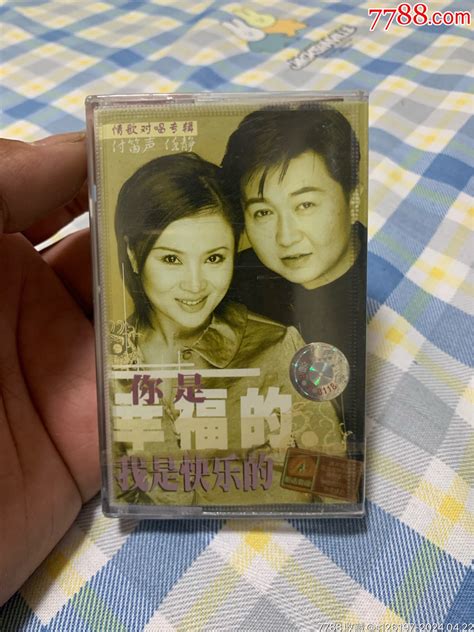 7788.com
情歌对唱专辑
付笛声 任静
你是
幸福的
我是快乐的